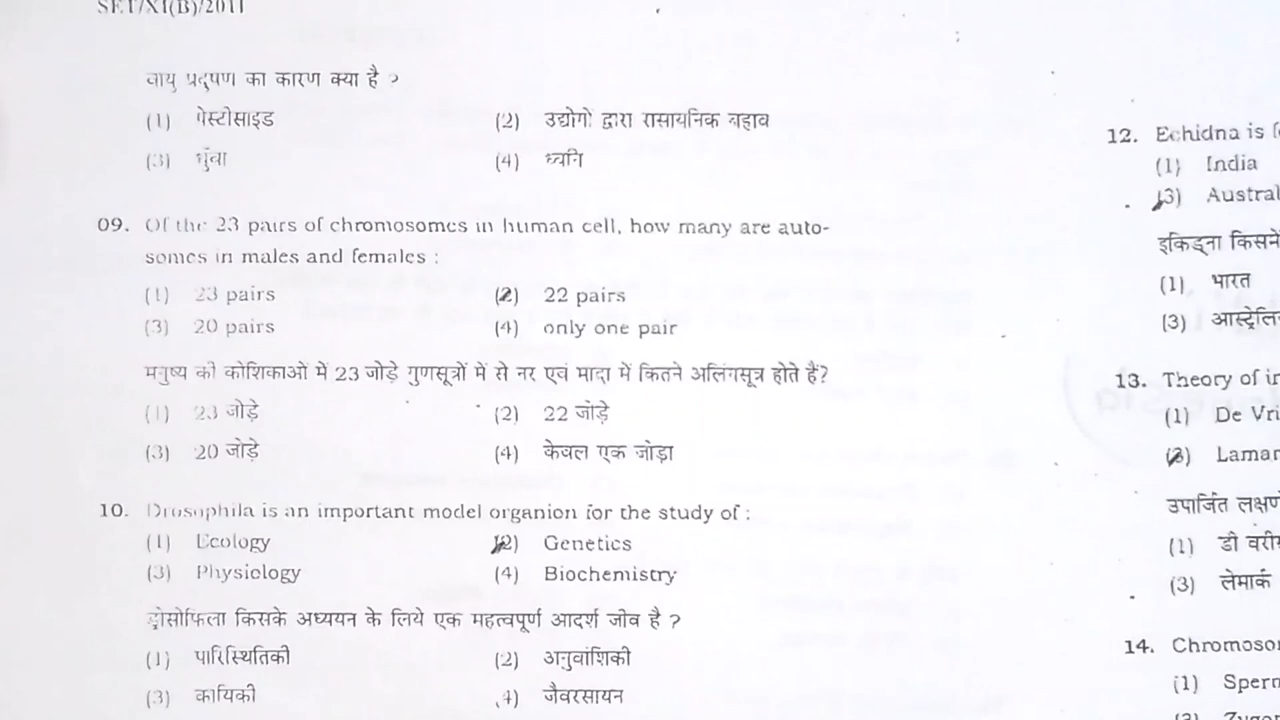 SET/XI(B)/2011
वायु प्रदूषण का कारण क्या है ?
(1) पेस्टीसाइड (2) उद्योगों द्वारा रासायनिक बहाव
(3) धुँवा (4) ध्वनि
09. Of the 23 pairs of chromosomes in human cell, how many are auto-
somes in males and females :
(1) 23 pairs (2) 22 pairs
(3) 20 pairs (4) only one pair
मनुष्य की कोशिकाओं में 23 जोड़े गुणसूत्रों में से नर एवं मादा में कितने अलिंगसूत्र होते हैं?
(1) 23 जोड़े (2) 22 जोड़े
(3) 20 जोड़े (4) केवल एक जोड़ा
10. Drosophila is an important model organion for the study of :
(1) Ecology (2) Genetics
(3) Physiology (4) Biochemistry
ड्रोसोफिला किसके अध्ययन के लिये एक महत्वपूर्ण आदर्श जीव है ?
(1) पारिस्थितिकी (2) अनुवांशिकी
(3) कायिकी (4) जैवरसायन
12. Echidna is
(1) India
(3) Austral
इकिड्ना किसमें
(1) भारत
(3) आस्ट्रेलि
13. Theory of in
(1) De Vri
(3) Lamar
उपार्जित लक्षण
(1) डी वरी
(3) लेमार्क
14. Chromoso
(1) Sperm